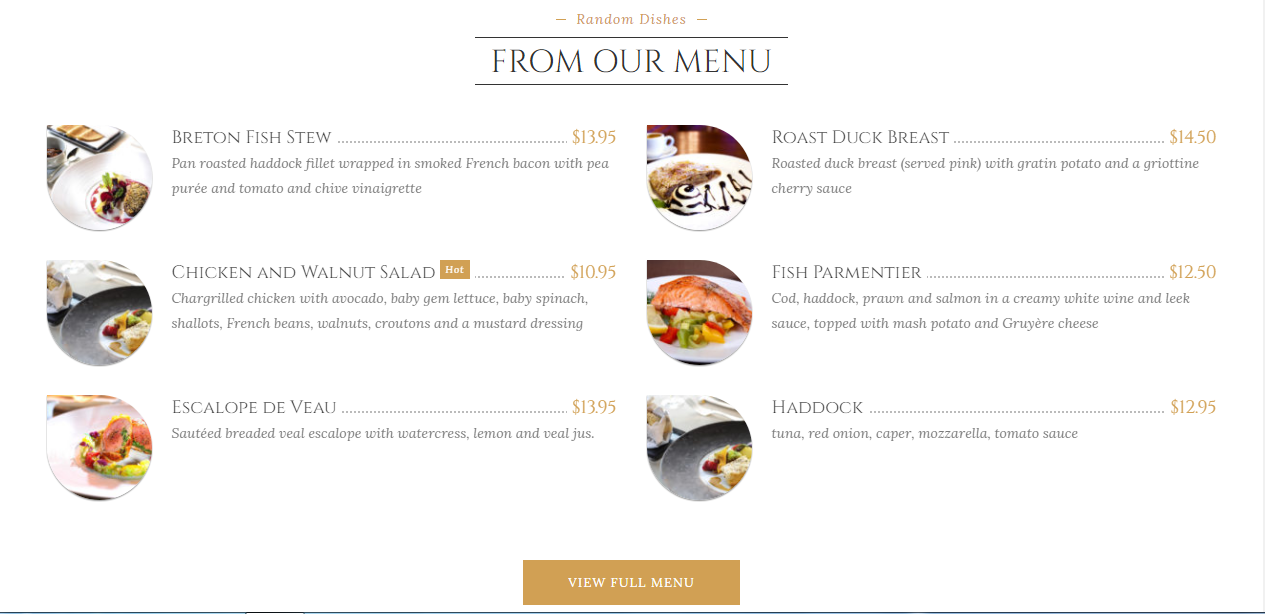 — Random Dishes —
FROM OUR MENU
BRETON FISH STEW $13.95
Pan roasted haddock fillet wrapped in smoked French bacon with pea
purée and tomato and chive vinaigrette
CHICKEN AND WALNUT SALAD Hot $10.95
Chargrilled chicken with avocado, baby gem lettuce, baby spinach,
shallots, French beans, walnuts, croutons and a mustard dressing
ESCALOPE DE VEAU $13.95
Sautéed breaded veal escalope with watercress, lemon and veal jus.
ROAST DUCK BREAST $14.50
Roasted duck breast (served pink) with gratin potato and a griottine
cherry sauce
FISH PARMENTIER $12.50
Cod, haddock, prawn and salmon in a creamy white wine and leek
sauce, topped with mash potato and Gruyère cheese
HADDOCK $12.95
tuna, red onion, caper, mozzarella, tomato sauce
VIEW FULL MENU